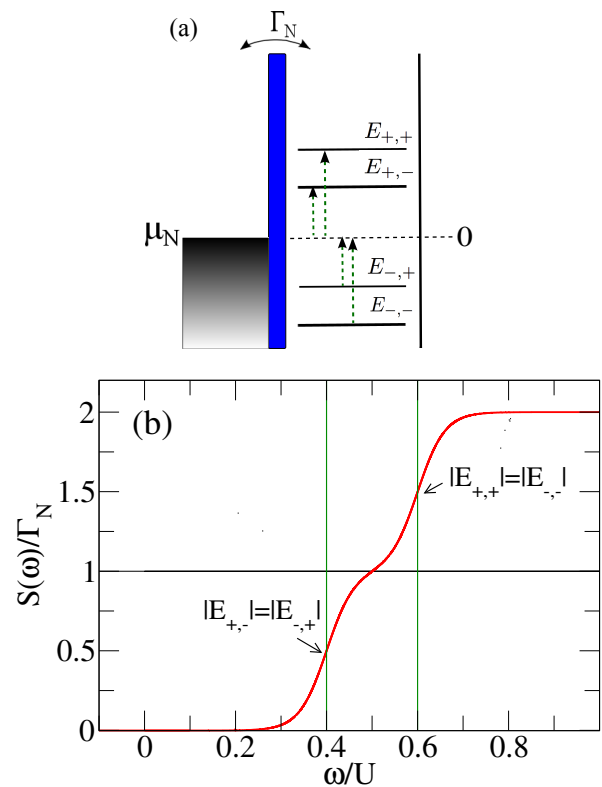 (a)
Γ_N
E_{+,+}
E_{+,-}
μ_N
0
E_{-,+}
E_{-,-}
(b)
2
|E_{+,+}|=|E_{-,-}|
1.5
S(ω)/Γ_N
1
|E_{+,-}|=|E_{-,+}|
0.5
0
0 0.2 0.4 0.6 0.8
ω/U